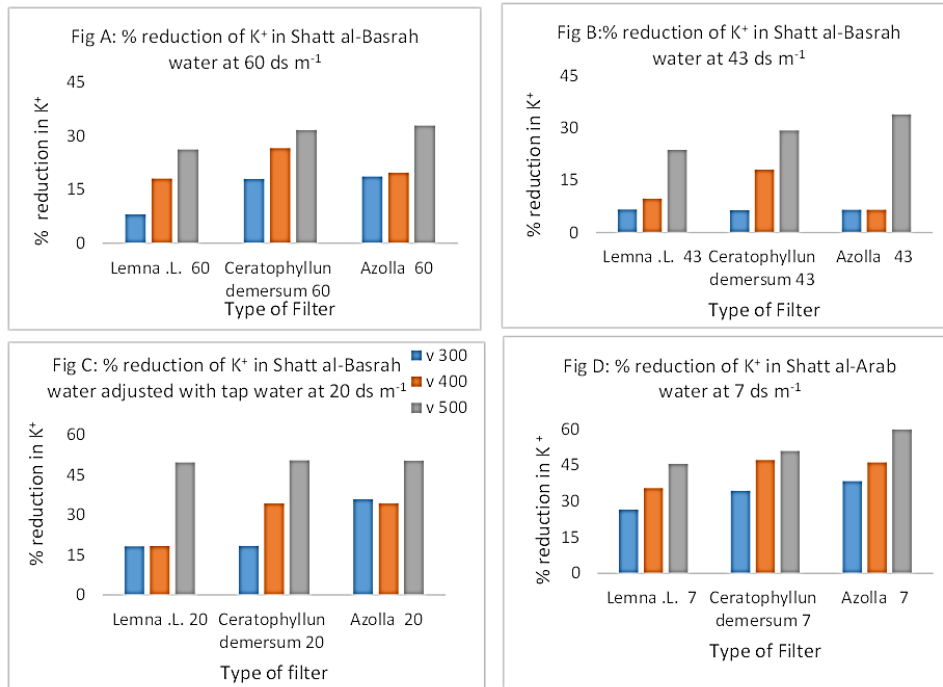 Fig A: % reduction of K⁺ in Shatt al-Basrah
water at 60 ds m⁻¹
% reduction in K⁺
45
30
15
0
Lemna .L. 60
Ceratophyllun
demersum 60
Azolla 60
Type of Filter
Fig B:% reduction of K⁺ in Shatt al-Basrah
water at 43 ds m⁻¹
% reduction in K⁺
45
30
15
0
Lemna .L. 43
Ceratophyllun
demersum 43
Azolla 43
Type of Filter
Fig C: % reduction of K⁺ in Shatt al-Basrah
water adjusted with tap water at 20 ds m⁻¹
v 300
v 400
v 500
% reduction in K⁺
60
45
30
15
0
Lemna .L. 20
Ceratophyllun
demersum 20
Azolla 20
Type of filter
Fig D: % reduction of K⁺ in Shatt al-Arab
water at 7 ds m⁻¹
% reduction in K ⁺
60
45
30
15
0
Lemna .L. 7
Ceratophyllun
demersum 7
Azolla 7
Type of Filter